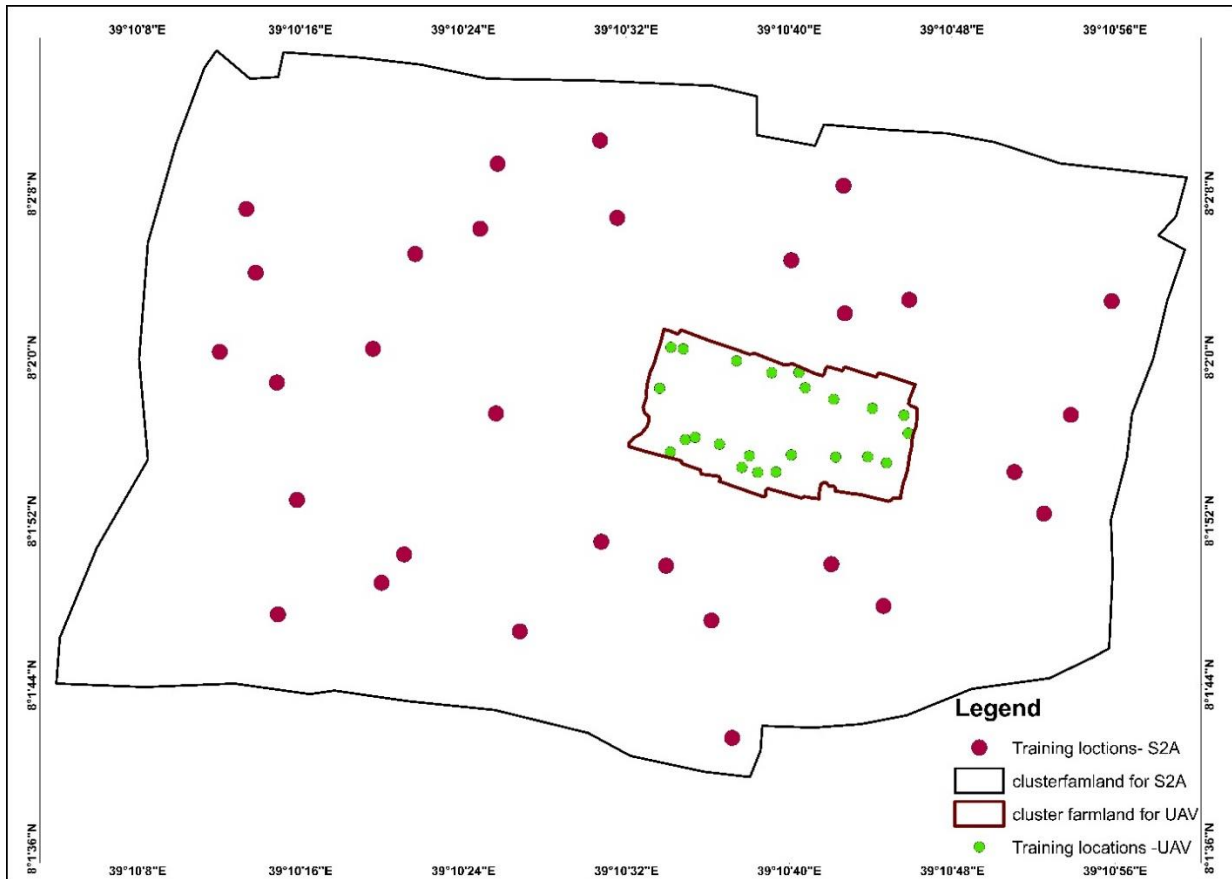 39°10'8"E 39°10'16"E 39°10'24"E 39°10'32"E 39°10'40"E 39°10'48"E 39°10'56"E
8°2'8"N
8°2'0"N
8°1'52"N
8°1'44"N
8°1'36"N
8°2'8"N
8°2'0"N
8°1'52"N
8°1'44"N
8°1'36"N
Legend
Training loctions- S2A
clusterfamland for S2A
cluster farmland for UAV
Training locations -UAV
39°10'8"E 39°10'16"E 39°10'24"E 39°10'32"E 39°10'40"E 39°10'48"E 39°10'56"E